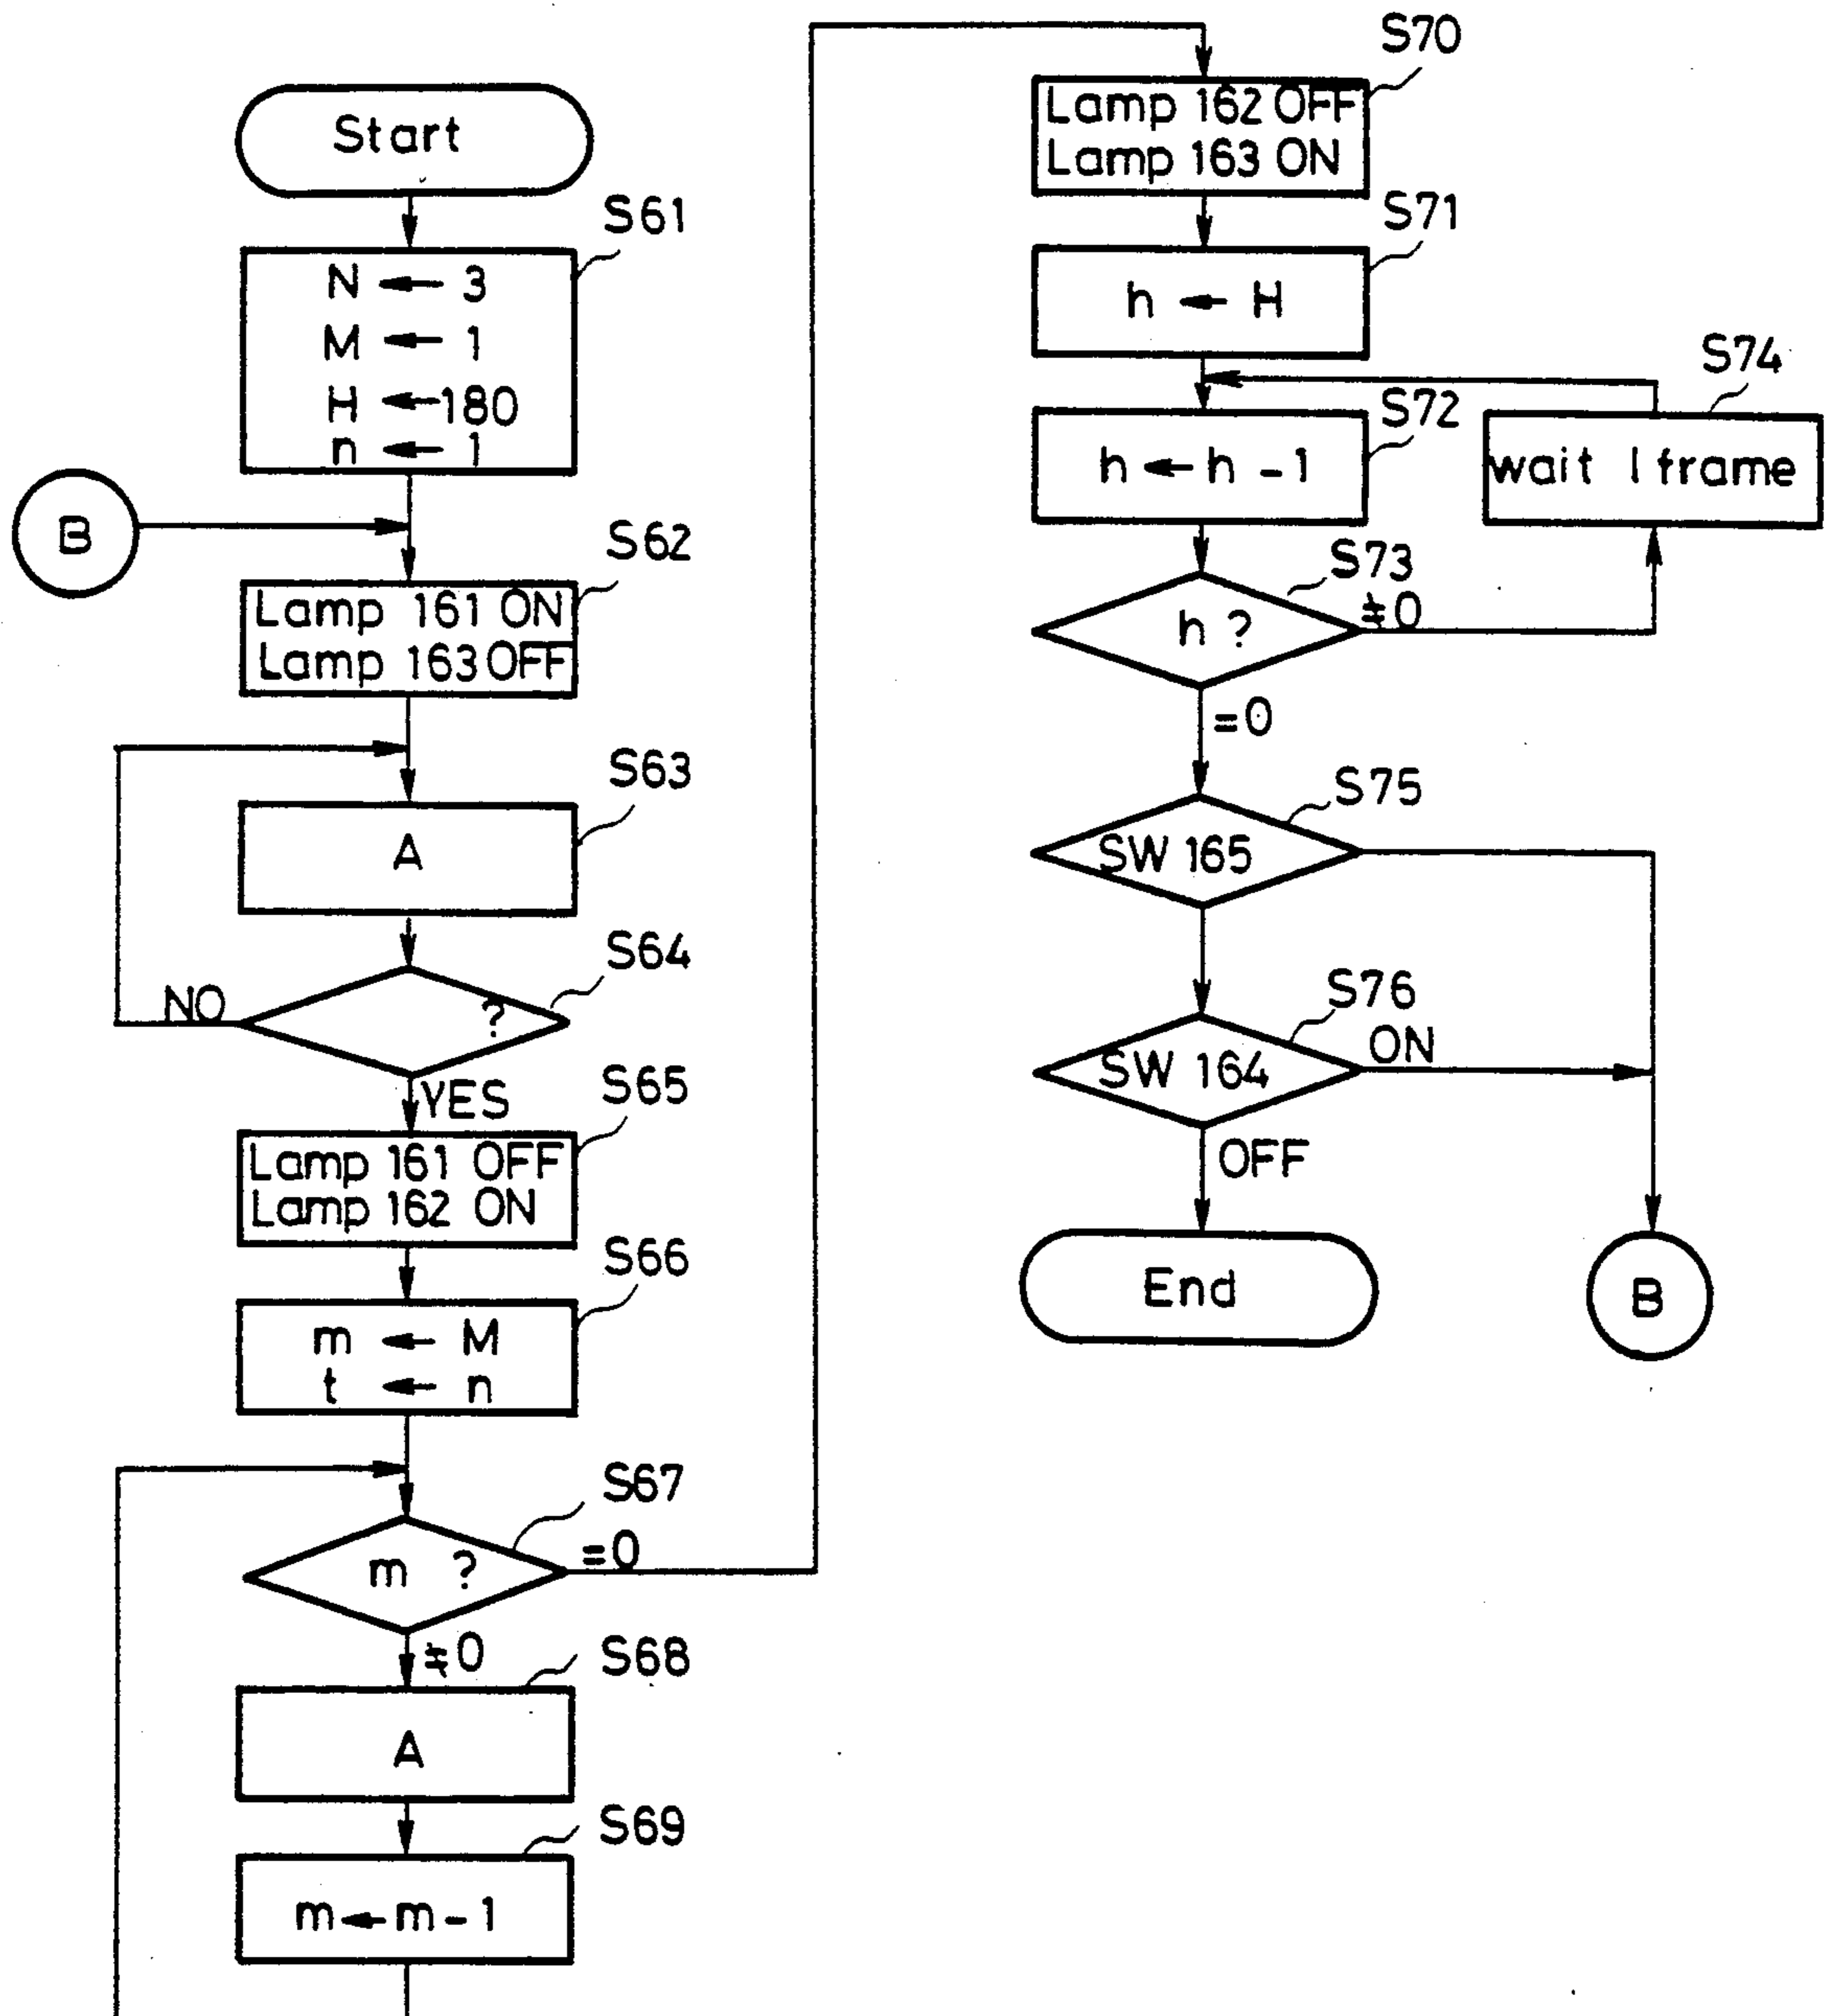 Start
S61
N ← 3
M ← 1
H ← 180
n ← 1
B
S62
Lamp 161 ON
Lamp 163 OFF
S63
A
S64
?
NO
YES
S65
Lamp 161 OFF
Lamp 162 ON
S66
m ← M
t ← n
S67
m ?
=0
≠0
S68
A
S69
m ← m - 1
S70
Lamp 162 OFF
Lamp 163 ON
S71
h ← H
S72
h ← h - 1
S74
wait 1 frame
S73
h ?
≠0
=0
S75
SW 165
S76
SW 164
ON
OFF
End
B